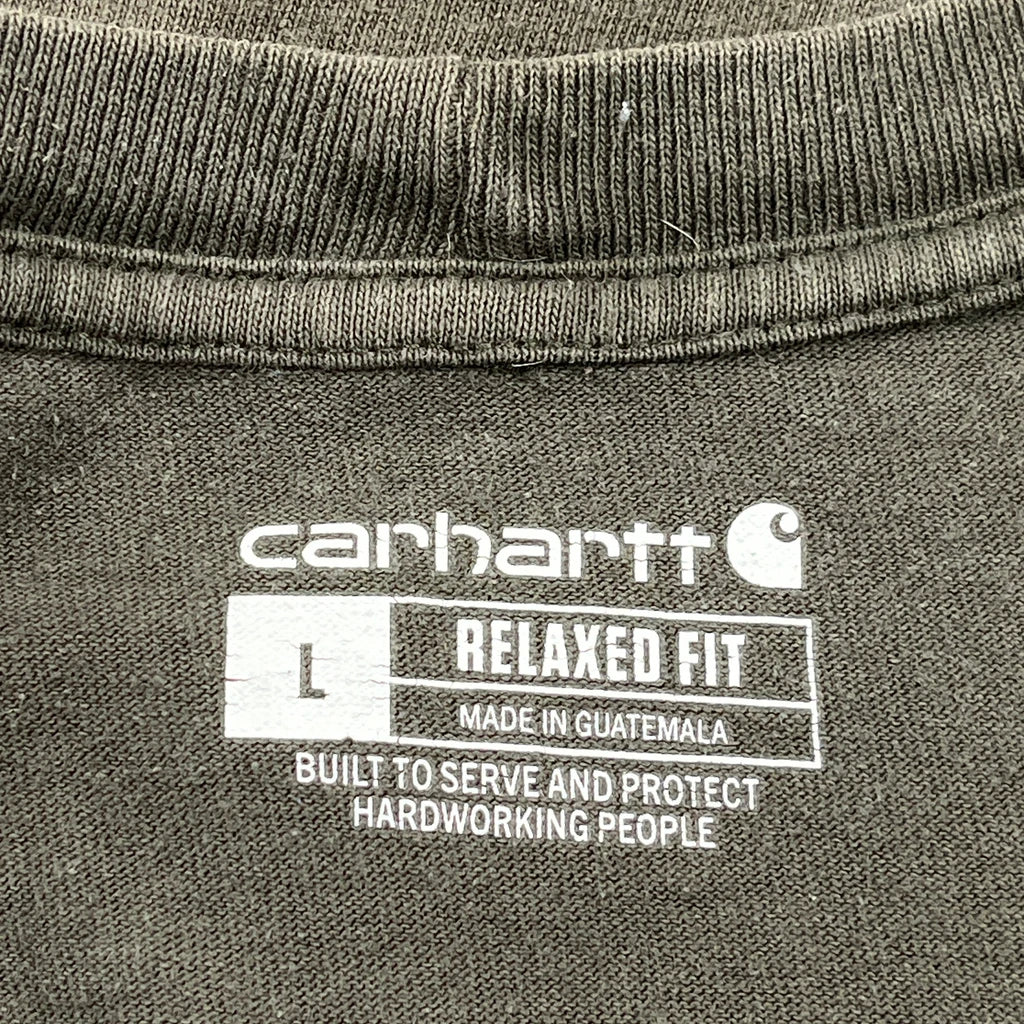 carhartt
L
RELAXED FIT
MADE IN GUATEMALA
BUILT TO SERVE AND PROTECT
HARDWORKING PEOPLE